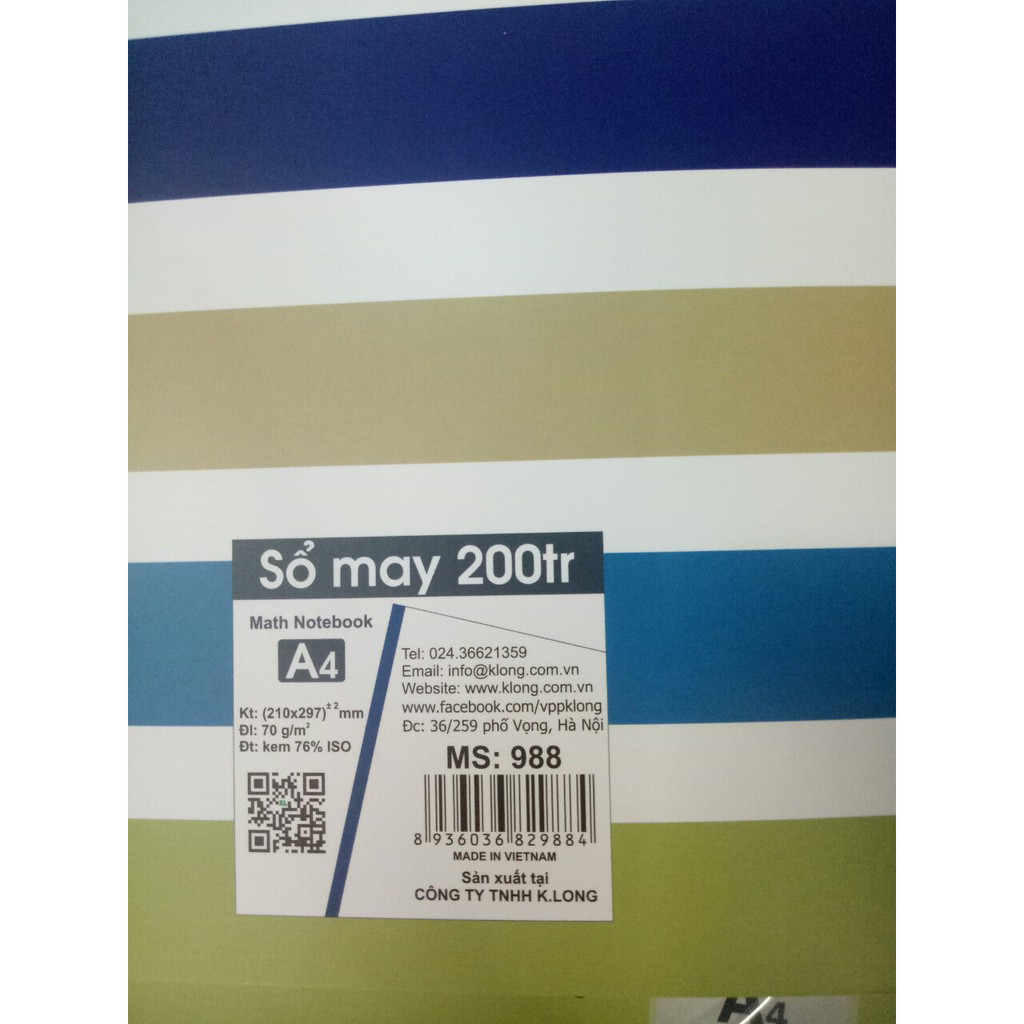 Sổ may 200tr
Math Notebook
A4
Kt: (210x297)± 2mm
Đl: 70 g/m²
Đt: kem 76% ISO
Tel: 024.36621359
Email: info@klong.com.vn
Website: www.klong.com.vn
www.facebook.com/vppklong
Đc: 36/259 phố Vọng, Hà Nội
MS: 988
8 936036 829884
MADE IN VIETNAM
Sản xuất tại
CÔNG TY TNHH K.LONG
A4